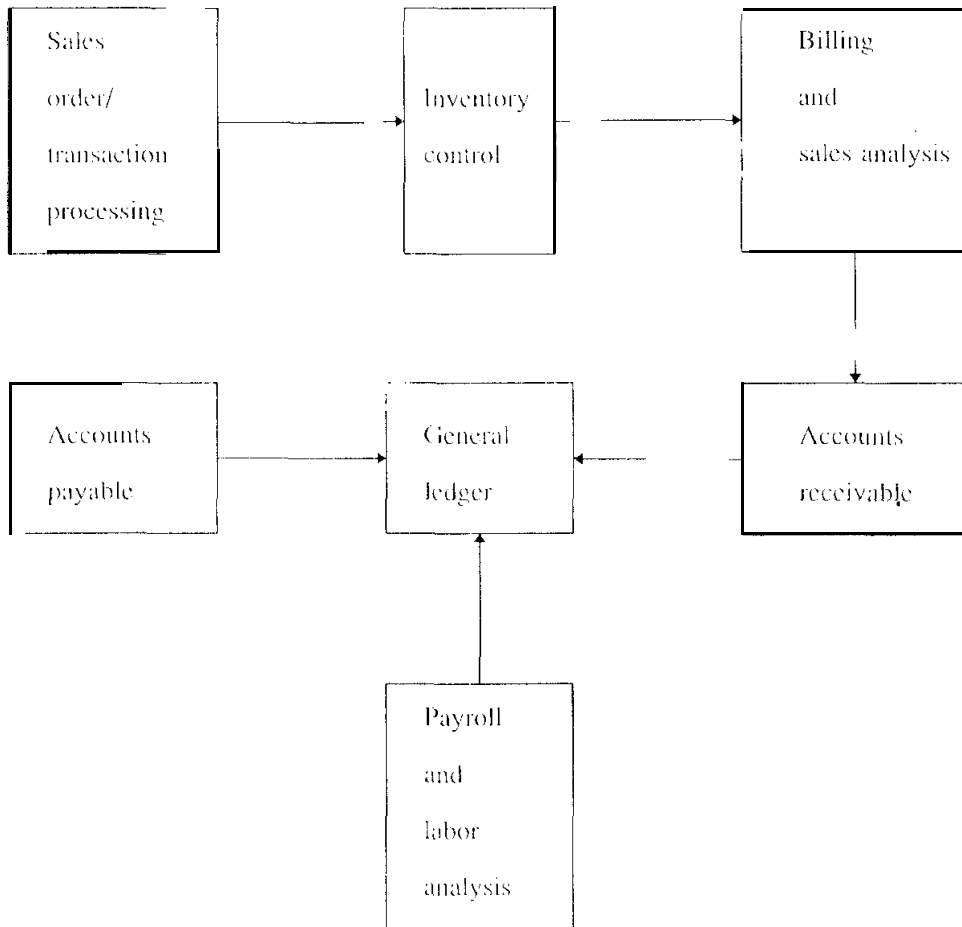 Sales
order/
transaction
processing
Inventory
control
Billing
and
sales analysis
Accounts
payable
General
ledger
Accounts
receivable
Payroll
and
labor
analysis